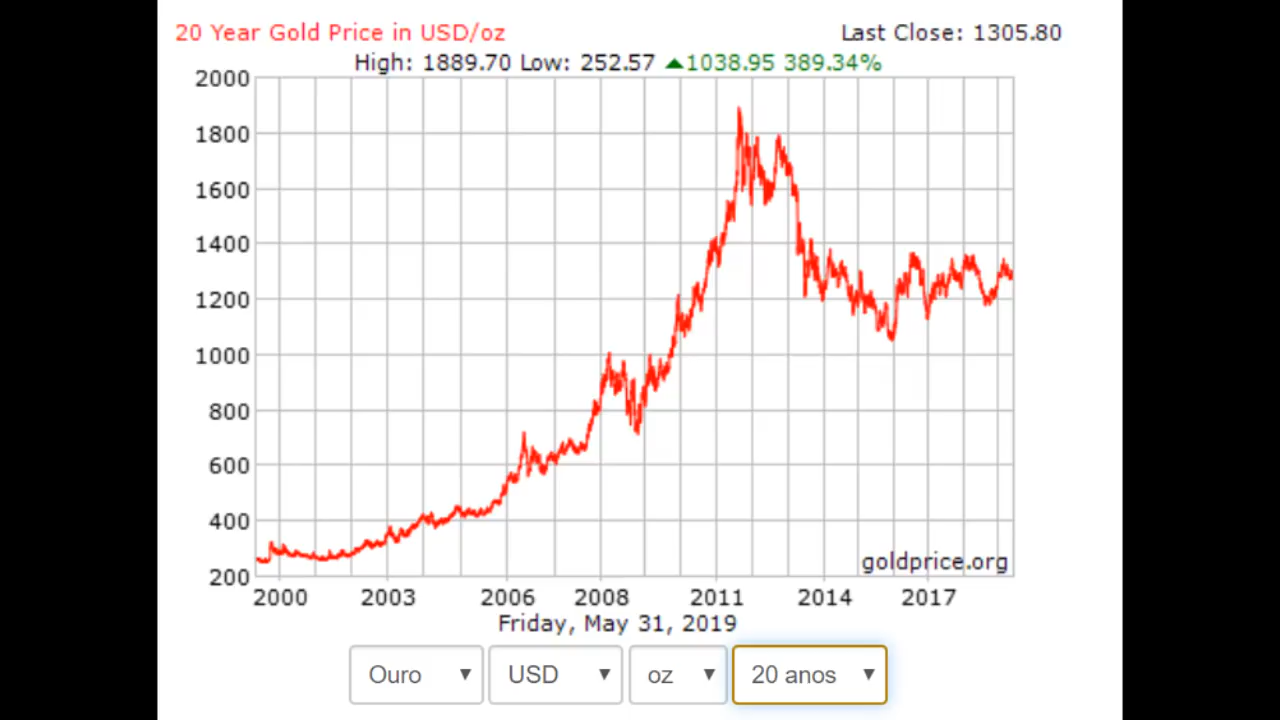 20 Year Gold Price in USD/oz Last Close: 1305.80
High: 1889.70 Low: 252.57 ▲1038.95 389.34%
2000
1800
1600
1400
1200
1000
800
600
400
200
goldprice.org
2000 2003 2006 2008 2011 2014 2017
Friday, May 31, 2019
Ouro ▼ USD ▼ oz ▼ 20 anos ▼